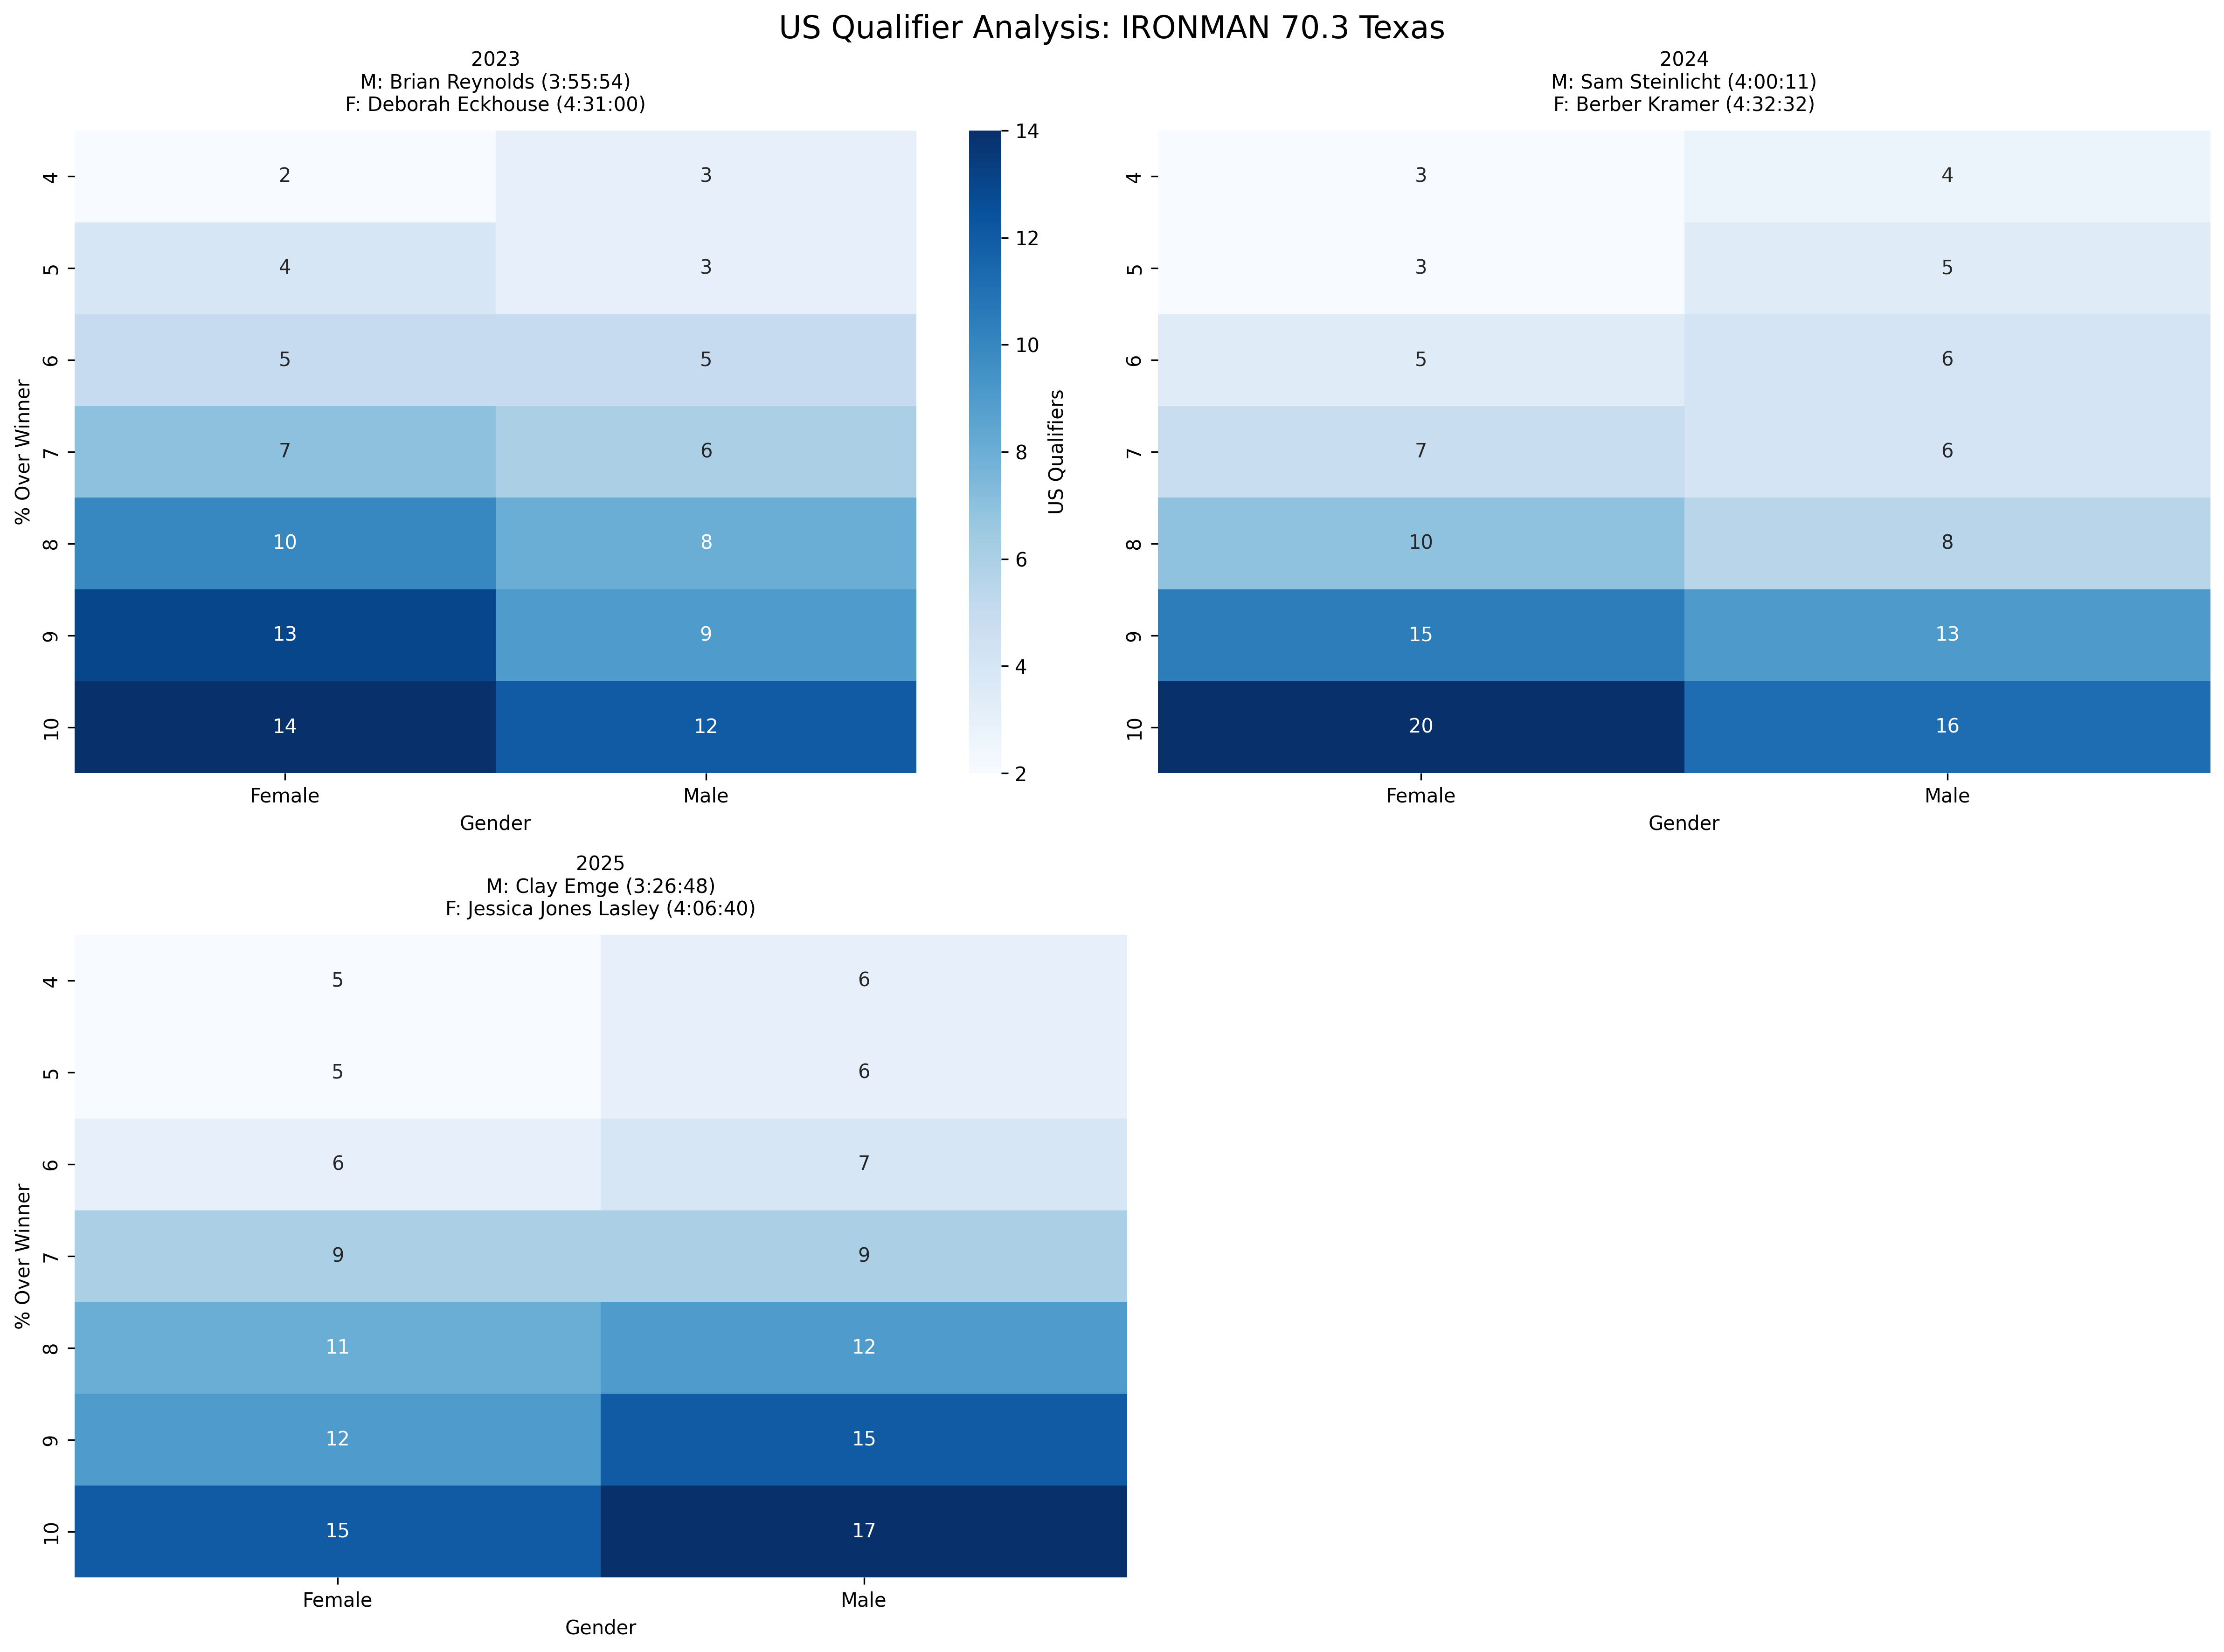 US Qualifier Analysis: IRONMAN 70.3 Texas
2023
M: Brian Reynolds (3:55:54)
F: Deborah Eckhouse (4:31:00)
% Over Winner
4 2 3
5 4 3
6 5 5
7 7 6
8 10 8
9 13 9
10 14 12
Female Male
Gender
14
12
10
8
6
4
2
US Qualifiers
2024
M: Sam Steinlicht (4:00:11)
F: Berber Kramer (4:32:32)
4 3 4
5 3 5
6 5 6
7 7 6
8 10 8
9 15 13
10 20 16
Female Male
Gender
2025
M: Clay Emge (3:26:48)
F: Jessica Jones Lasley (4:06:40)
% Over Winner
4 5 6
5 5 6
6 6 7
7 9 9
8 11 12
9 12 15
10 15 17
Female Male
Gender